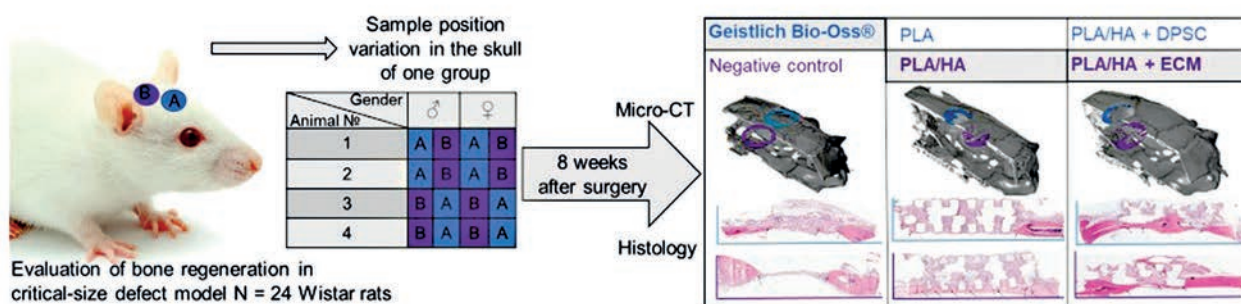 Sample position
variation in the skull
of one group
B A
Gender ♂ ♀
Animal №
1 A B A B
2 A B A B
3 B A B A
4 B A B A
Evaluation of bone regeneration in
critical-size defect model N = 24 Wistar rats
Micro-CT
8 weeks
after surgery
Histology
Geistlich Bio-Oss® PLA PLA/HA + DPSC
Negative control PLA/HA PLA/HA + ECM